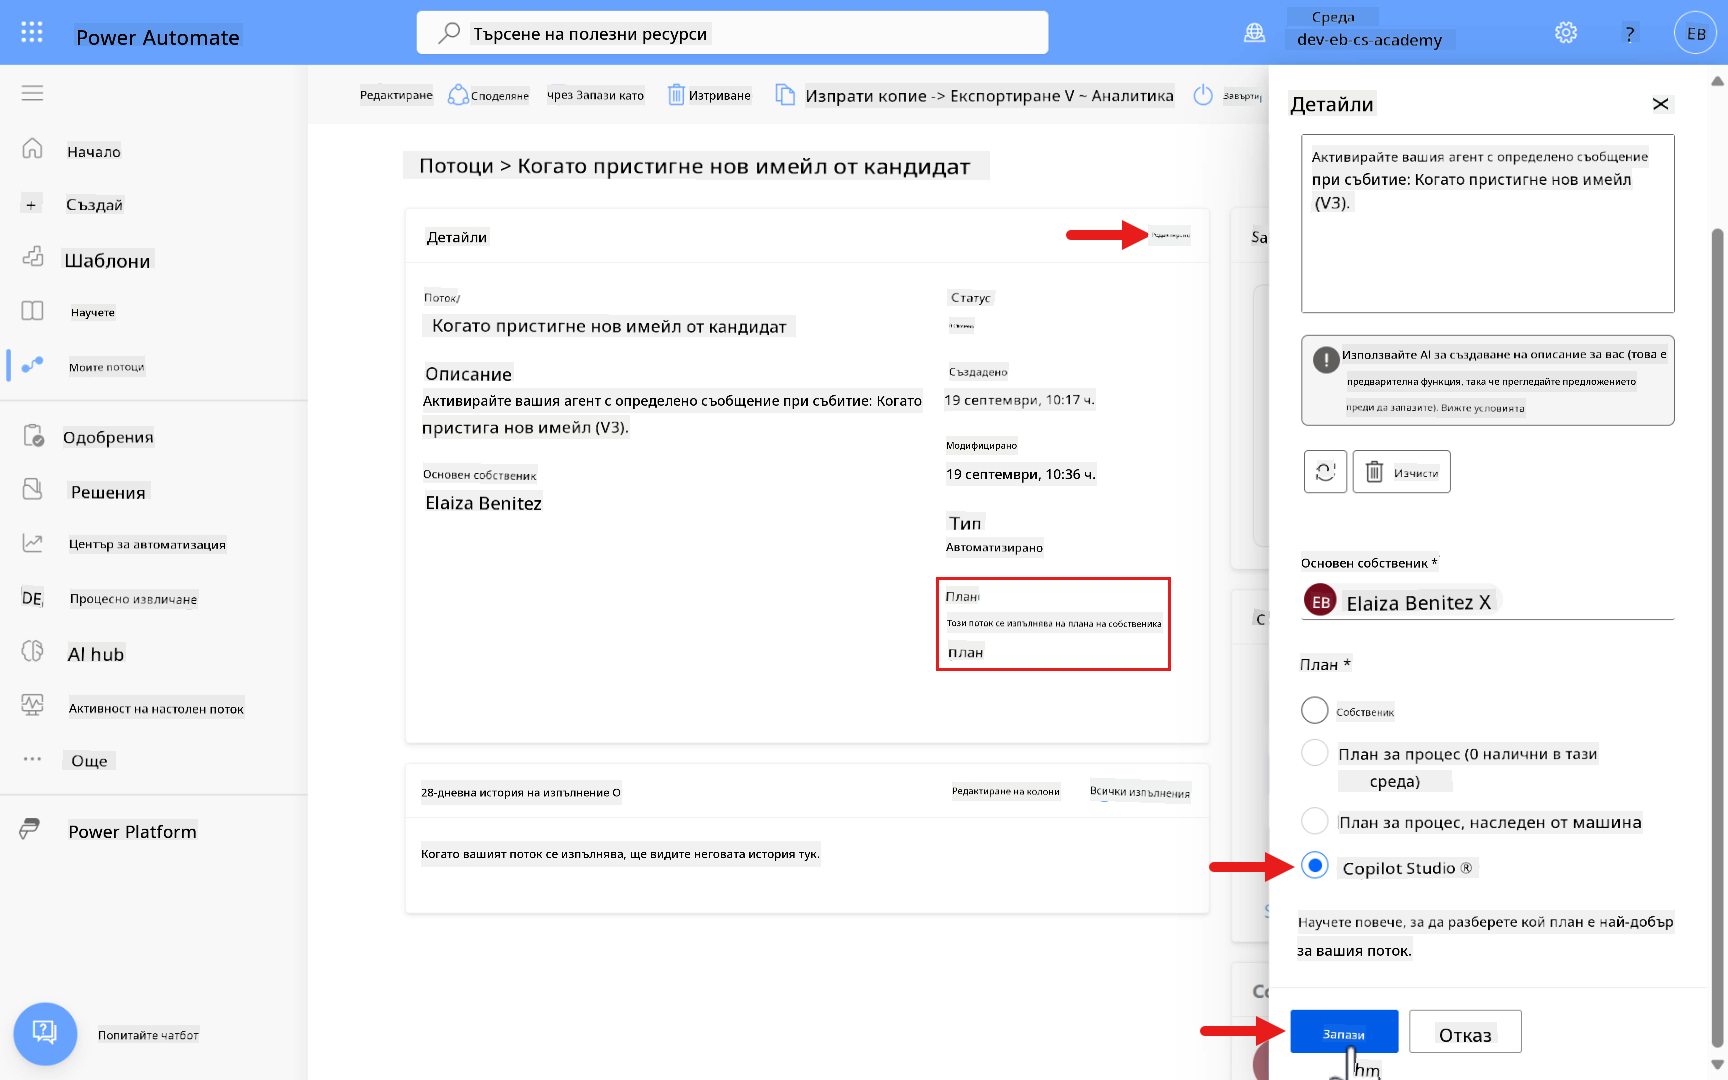 Power Automate
Търсене на полезни ресурси
Среда
dev-eb-cs-academy
?
EB
Начало
+
Създай
Шаблони
Научете
Моите потоци
Одобрения
Решения
Център за автоматизация
DE
Процесно извличане
AI hub
Активност на настолен поток
Още
Power Platform
Попитайте чатбот
Редактиране
Споделяне
чрез Запази като
Изтриване
Изпрати копие -> Експортиране V ~ Аналитика
Потоци > Когато пристигне нов имейл от кандидат
Детайли
Поток/
Когато пристигне нов имейл от кандидат
Описание
Активирайте вашия агент с определено съобщение при събитие: Когато
пристига нов имейл (V3).
Основен собственик
Elaiza Benitez
Статус
Създадено
19 септември, 10:17 ч.
Модифицирано
19 септември, 10:36 ч.
Тип
Автоматизирано
План
Този поток се изпълнява на плана на собственика
план
28-дневна история на изпълнение O
Редактиране на колони
Всички изпълнения
Когато вашият поток се изпълнява, ще видите неговата история тук.
Детайли
Активирайте вашия агент с определено съобщение
при събитие: Когато пристигне нов имейл
(V3).
Използвайте AI за създаване на описание за вас (това е
предварителна функция, така че прегледайте предложението
преди да запазите). Вижте условията
Изчисти
Основен собственик *
EB
Elaiza Benitez X
План *
Собственик
План за процес (0 налични в тази
среда)
План за процес, наследен от машина
Copilot Studio ®
Научете повече, за да разберете кой план е най-добър
за вашия поток.
Запази
Отказ